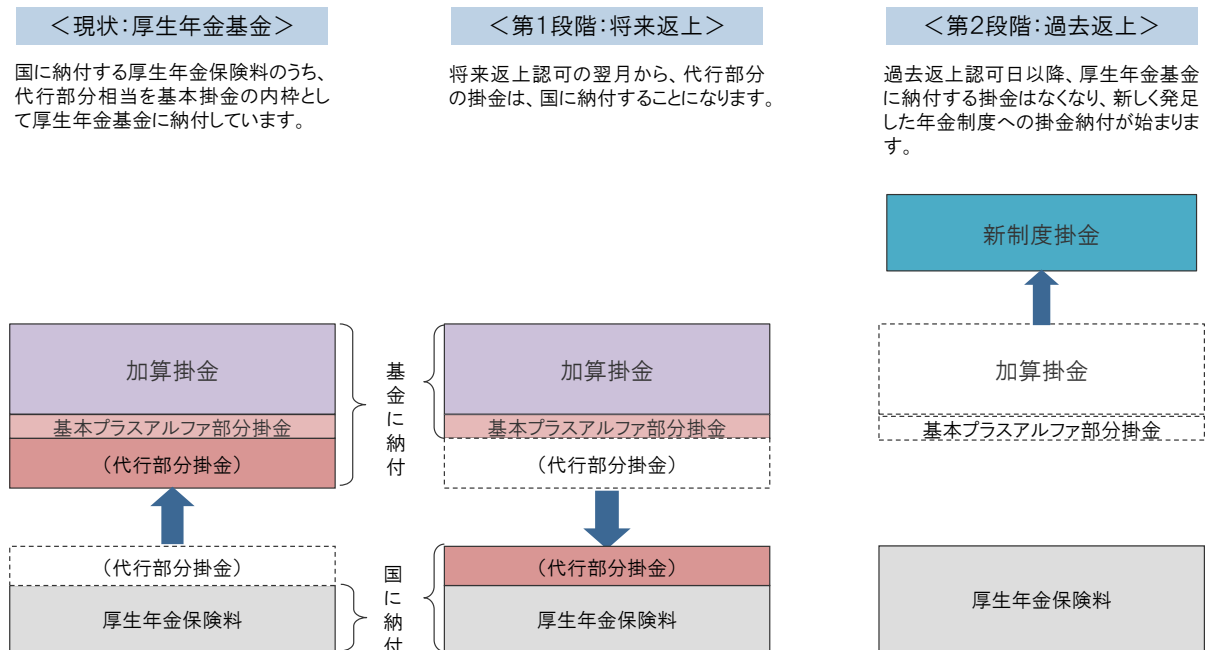 ＜現状：厚生年金基金＞
国に納付する厚生年金保険料のうち、
代行部分相当を基本掛金の内枠とし
て厚生年金基金に納付しています。
加算掛金
基本プラスアルファ部分掛金
（代行部分掛金）
（代行部分掛金）
厚生年金保険料
基金に納付
国に納付
＜第1段階：将来返上＞
将来返上認可の翌月から、代行部分
の掛金は、国に納付することになります。
加算掛金
基本プラスアルファ部分掛金
（代行部分掛金）
（代行部分掛金）
厚生年金保険料
＜第2段階：過去返上＞
過去返上認可日以降、厚生年金基金
に納付する掛金はなくなり、新しく発足
した年金制度への掛金納付が始まりま
す。
新制度掛金
加算掛金
基本プラスアルファ部分掛金
厚生年金保険料